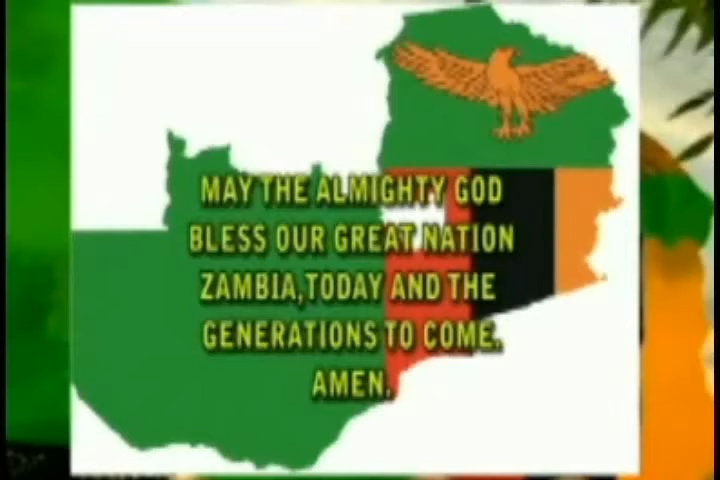 MAY THE ALMIGHTY GOD
BLESS OUR GREAT NATION
ZAMBIA,TODAY AND THE
GENERATIONS TO COME.
AMEN.